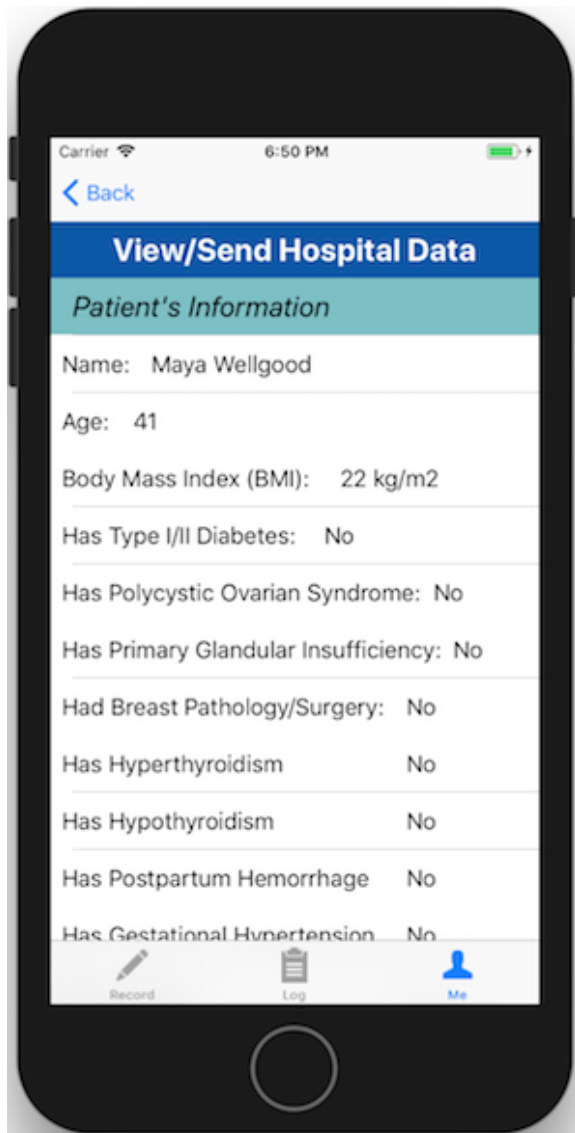 Carrier 6:50 PM
Back
View/Send Hospital Data
Patient's Information
Name: Maya Wellgood
Age: 41
Body Mass Index (BMI): 22 kg/m2
Has Type I/II Diabetes: No
Has Polycystic Ovarian Syndrome: No
Has Primary Glandular Insufficiency: No
Had Breast Pathology/Surgery: No
Has Hyperthyroidism No
Has Hypothyroidism No
Has Postpartum Hemorrhage No
Has Gestational Hypertension No
Record Log Me